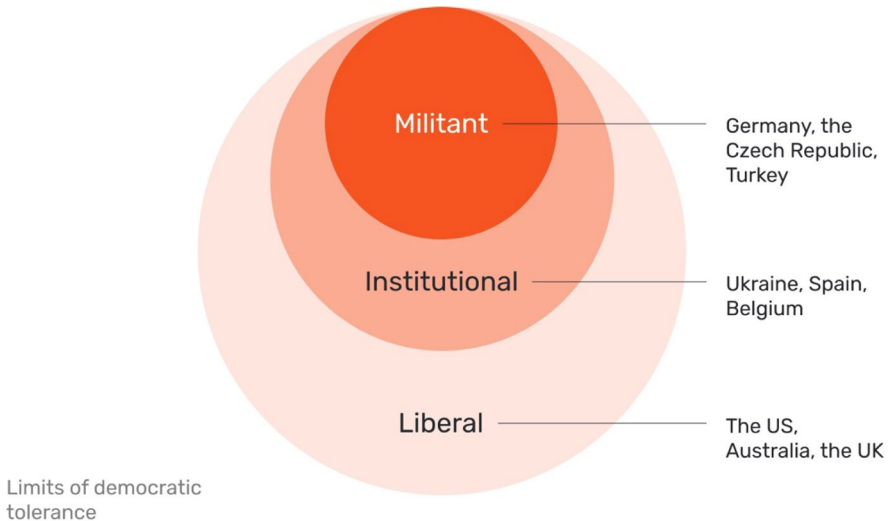 Militant
Germany, the
Czech Republic,
Turkey
Institutional
Ukraine, Spain,
Belgium
Liberal
The US,
Australia, the UK
Limits of democratic
tolerance